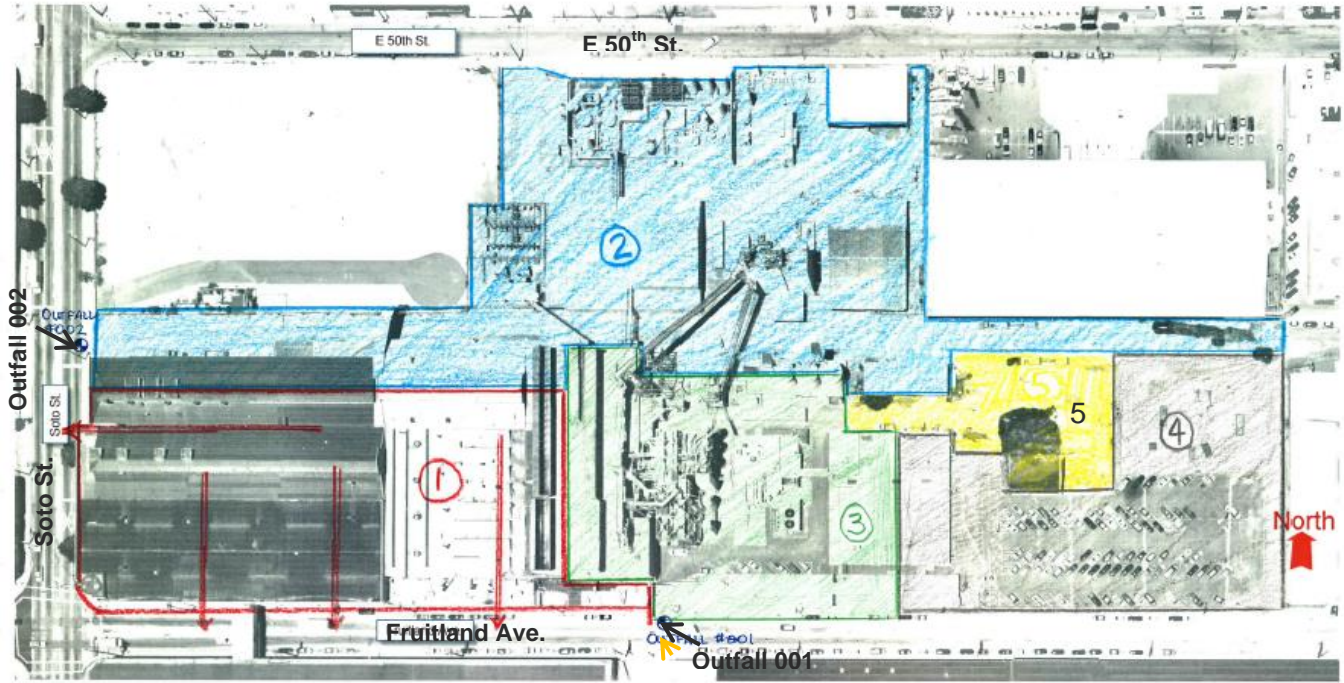 E 50th St.
E 50th St.
2
OUTFALL
#002
Outfall 002
Soto St.
Soto St.
1
3
5
4
North
Fruitland Ave.
OUTFALL #001
Outfall 001